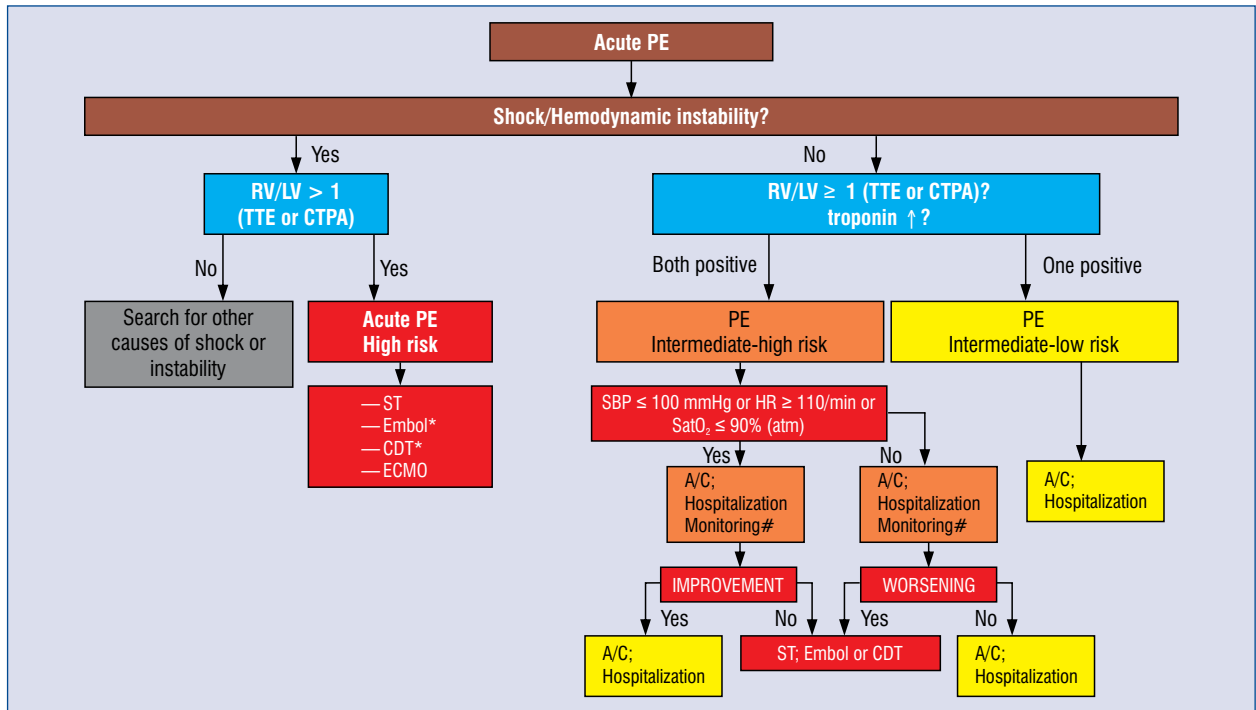 Acute PE
Shock/Hemodynamic instability?
Yes
No
RV/LV > 1
(TTE or CTPA)
RV/LV ≥ 1 (TTE or CTPA)?
troponin ↑ ?
No
Yes
Both positive
One positive
Search for other
causes of shock or
instability
Acute PE
High risk
PE
Intermediate-high risk
PE
Intermediate-low risk
— ST
— Embol*
— CDT*
— ECMO
SBP ≤ 100 mmHg or HR ≥ 110/min or
SatO₂ ≤ 90% (atm)
Yes
No
A/C;
Hospitalization
Monitoring#
A/C;
Hospitalization
Monitoring#
A/C;
Hospitalization
IMPROVEMENT
WORSENING
Yes
No
Yes
No
A/C;
Hospitalization
ST; Embol or CDT
A/C;
Hospitalization